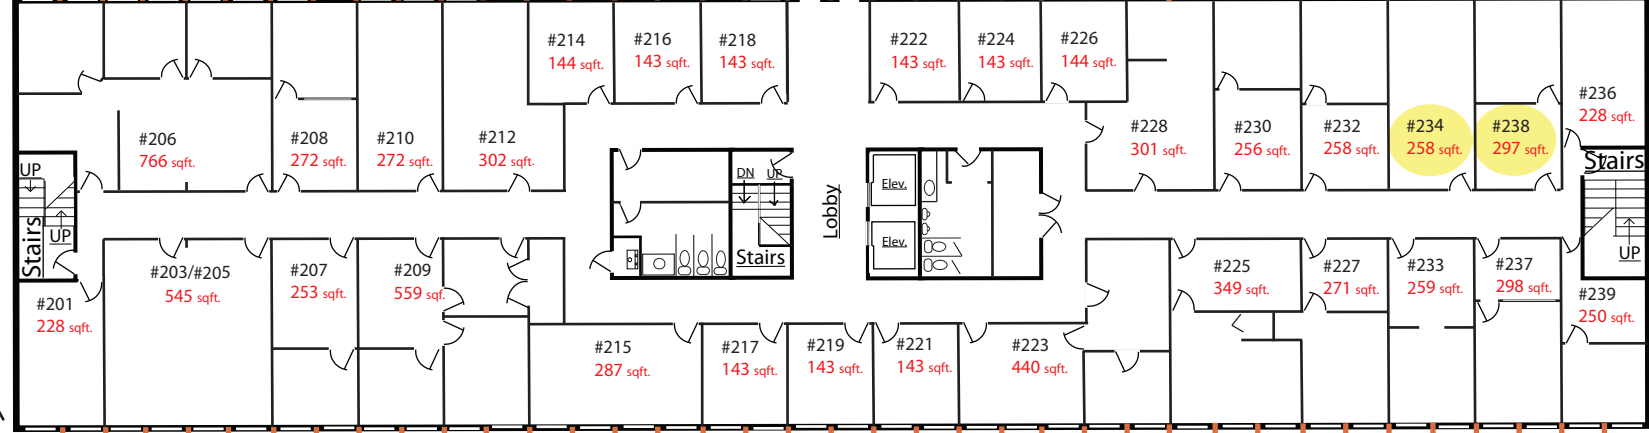 #214
144 sqft.
#216
143 sqft.
#218
143 sqft.
#222
143 sqft.
#224
143 sqft.
#226
144 sqft.
#206
766 sqft.
#208
272 sqft.
#210
272 sqft.
#212
302 sqft.
#228
301 sqft.
#230
256 sqft.
#232
258 sqft.
#234
258 sqft.
#238
297 sqft.
#236
228 sqft.
UP
Stairs
UP
DN
UP
Stairs
Lobby
Elev.
Elev.
Stairs
UP
#201
228 sqft.
#203/#205
545 sqft.
#207
253 sqft.
#209
559 sqft.
#215
287 sqft.
#217
143 sqft.
#219
143 sqft.
#221
143 sqft.
#223
440 sqft.
#225
349 sqft.
#227
271 sqft.
#233
259 sqft.
#237
298 sqft.
#239
250 sqft.